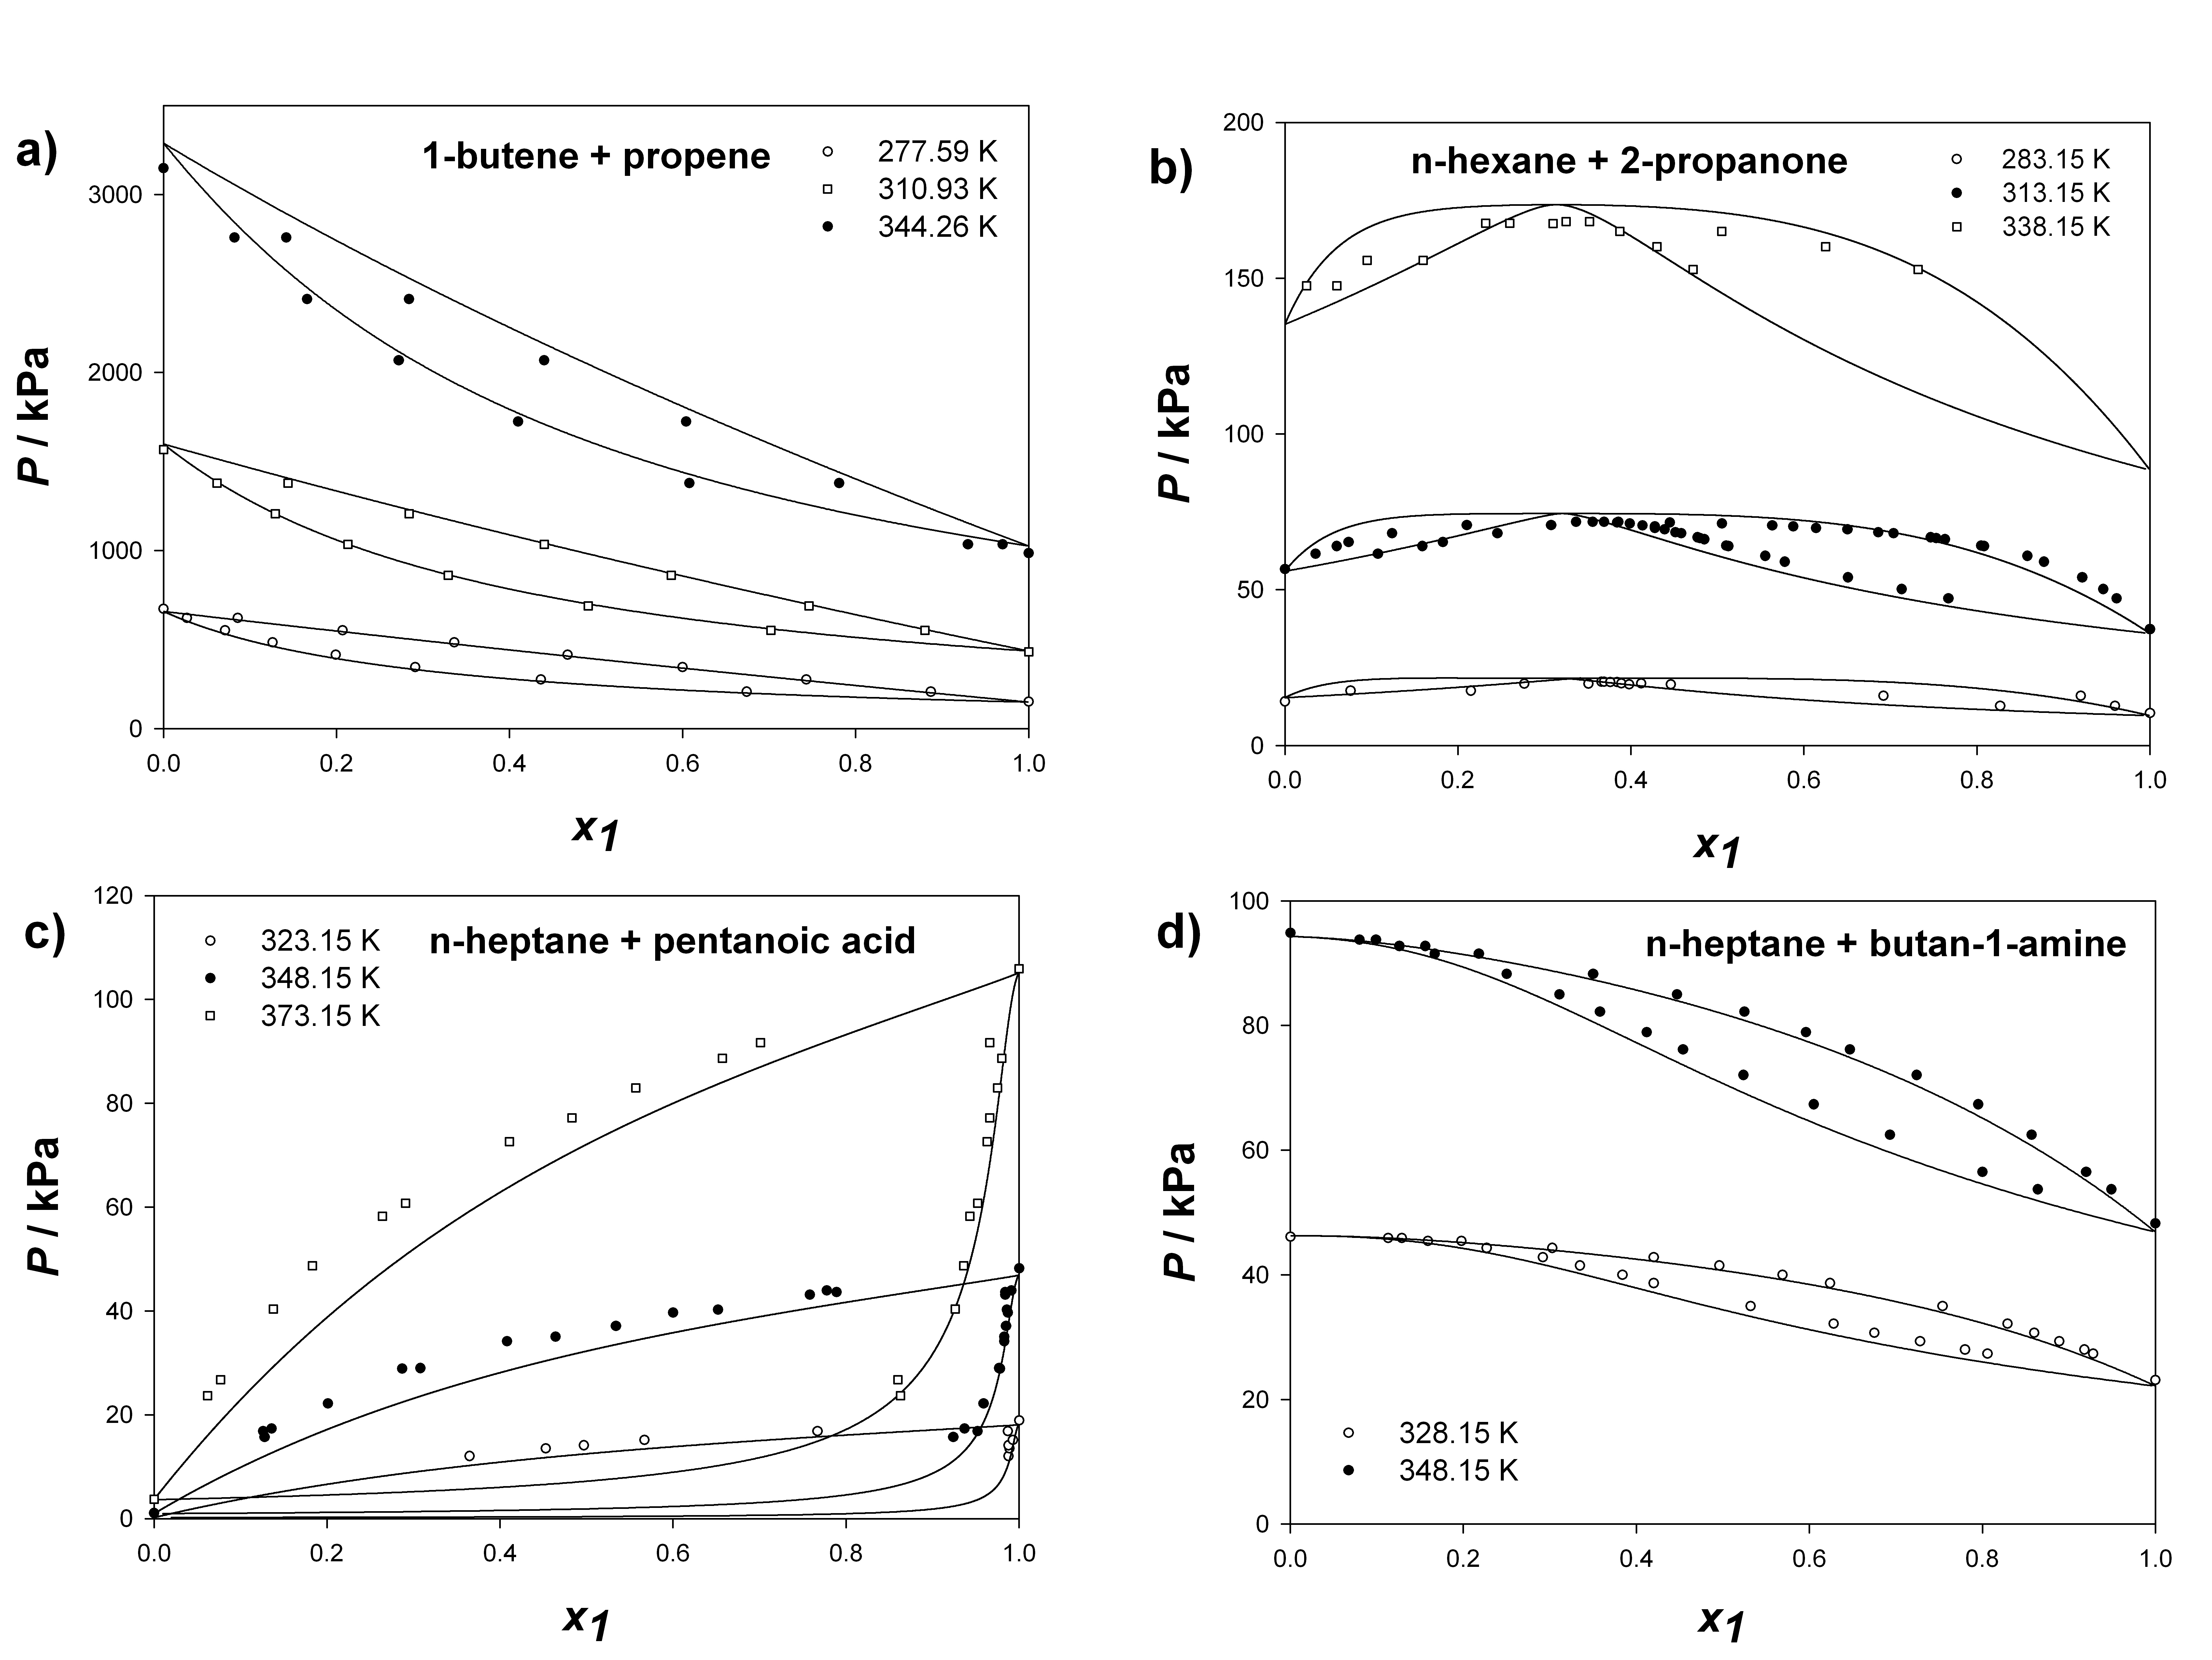 a)
1-butene + propene
277.59 K
310.93 K
344.26 K
P / kPa
3000
2000
1000
0
0.0 0.2 0.4 0.6 0.8 1.0
x1
b)
n-hexane + 2-propanone
283.15 K
313.15 K
338.15 K
P / kPa
200
150
100
50
0
0.0 0.2 0.4 0.6 0.8 1.0
x1
c)
n-heptane + pentanoic acid
323.15 K
348.15 K
373.15 K
P / kPa
120
100
80
60
40
20
0
0.0 0.2 0.4 0.6 0.8 1.0
x1
d)
n-heptane + butan-1-amine
P / kPa
100
80
60
40
20
0
328.15 K
348.15 K
0.0 0.2 0.4 0.6 0.8 1.0
x1